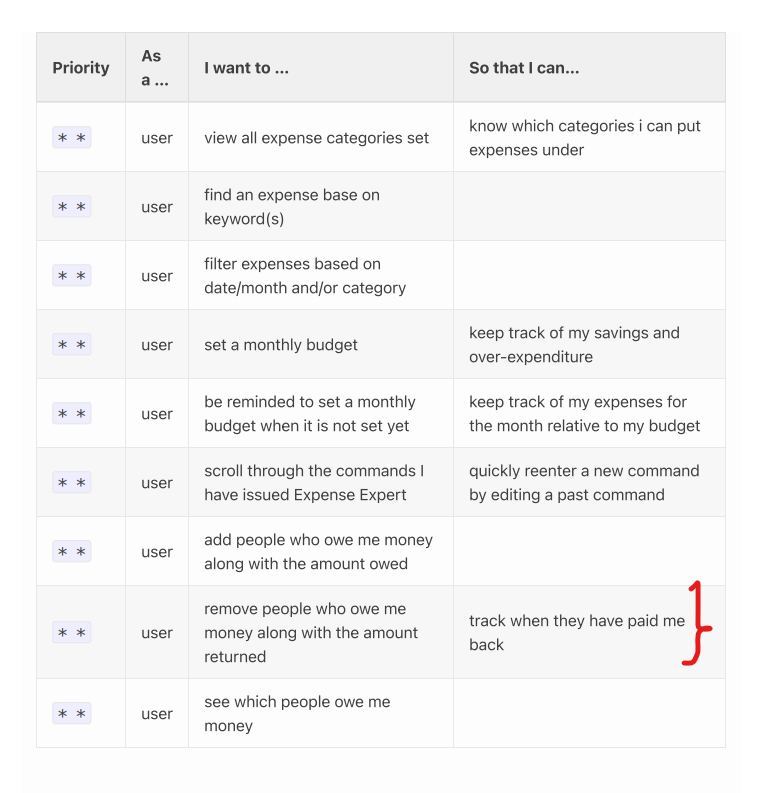 Priority
As
a ...
I want to ...
So that I can...
* *
user
view all expense categories set
know which categories i can put
expenses under
* *
user
find an expense base on
keyword(s)
* *
user
filter expenses based on
date/month and/or category
* *
user
set a monthly budget
keep track of my savings and
over-expenditure
* *
user
be reminded to set a monthly
budget when it is not set yet
keep track of my expenses for
the month relative to my budget
* *
user
scroll through the commands I
have issued Expense Expert
quickly reenter a new command
by editing a past command
* *
user
add people who owe me money
along with the amount owed
* *
user
remove people who owe me
money along with the amount
returned
track when they have paid me
back
* *
user
see which people owe me
money